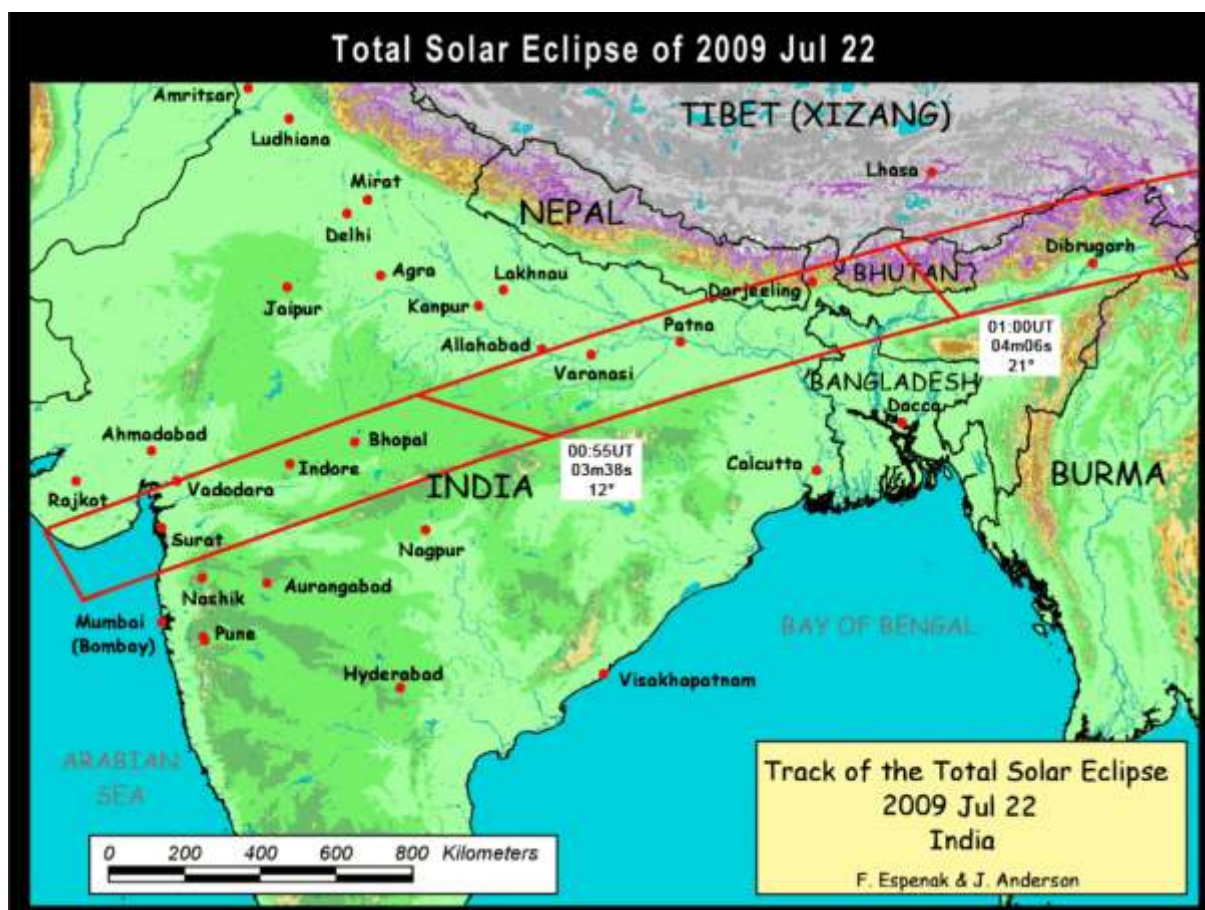 Total Solar Eclipse of 2009 Jul 22
Amritsar
Ludhiana
TIBET (XIZANG)
Lhasa
Mirat
NEPAL
Delhi
Dibrugarh
Agra
Lakhnau
BHUTAN
Darjeeling
Jaipur
Kanpur
Patna
01:00UT
04m06s
21°
Allahabad
Varanasi
BANGLADESH
Dacca
Ahmadabad
Bhopal
00:55UT
03m38s
12°
Indore
Calcutta
INDIA
BURMA
Rajkot
Vadodara
Surat
Nagpur
Nashik
Aurangabad
Mumbai
(Bombay)
Pune
BAY OF BENGAL
Hyderabad
Visakhapatnam
ARABIAN
SEA
Track of the Total Solar Eclipse
2009 Jul 22
India
F. Espenak & J. Anderson
0 200 400 600 800 Kilometers